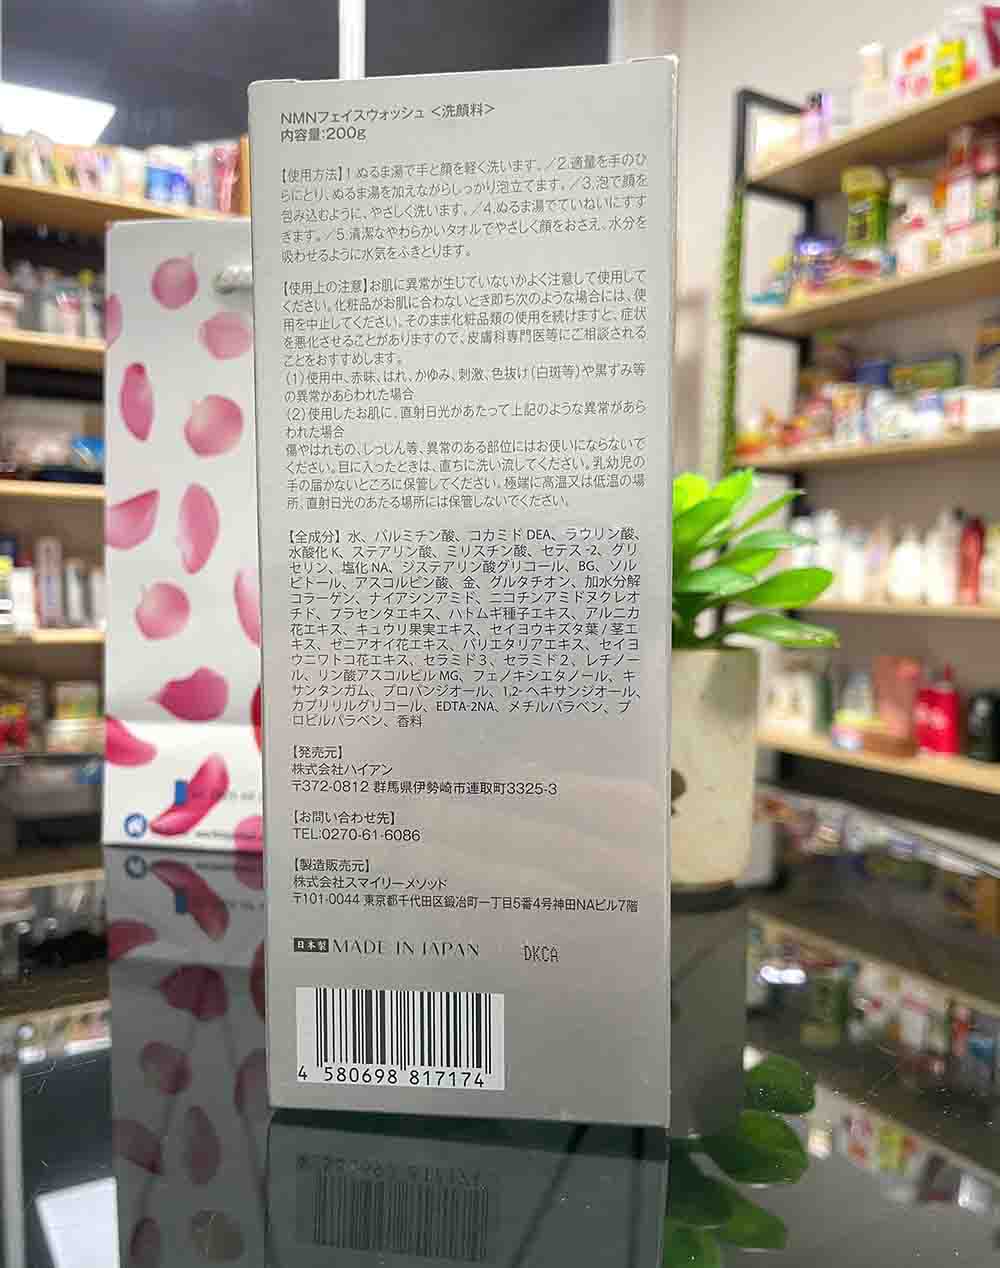 NMNフェイスウォッシュ <洗顔料>
内容量:200g
【使用方法】1.ぬるま湯で手と顔を軽く洗います。/2.適量を手のひ
らにとり、ぬるま湯を加えながらしっかり泡立てます。/3.泡で顔を
包み込むように、やさしく洗います。/4.ぬるま湯でていねいにすす
ぎます。/5.清潔なやわらかいタオルでやさしく顔をおさえ、水分を
吸わせるように水気をふきとります。
【使用上の注意】お肌に異常が生じていないかよく注意して使用して
ください。化粧品がお肌に合わないとき即ち次のような場合には、使
用を中止してください。そのまま化粧品類の使用を続けますと、症状
を悪化させることがありますので、皮膚科専門医等にご相談される
ことをおすすめします。
(1)使用中、赤味、はれ、かゆみ、刺激、色抜け(白斑等)や黒ずみ等
の異常があらわれた場合
(2)使用したお肌に、直射日光があたって上記のような異常があら
われた場合
傷やはれもの、しっしん等、異常のある部位にはお使いにならないで
ください。目に入ったときは、直ちに洗い流してください。乳幼児の
手の届かないところに保管してください。極端に高温又は低温の場
所、直射日光のあたる場所には保管しないでください。
【全成分】水、パルミチン酸、コカミド DEA、ラウリン酸、
水酸化 K、ステアリン酸、ミリスチン酸、セテス -2、グリ
セリン、塩化 NA、ジステアリン酸グリコール、BG、ソル
ビトール、アスコルビン酸、金、グルタチオン、加水分解
コラーゲン、ナイアシンアミド、ニコチンアミドヌクレオ
チド、プラセンタエキス、ハトムギ種子エキス、アルニカ
花エキス、キュウリ果実エキス、セイヨウキズタ葉 / 茎エ
キス、ゼニアオイ花エキス、パリエタリアエキス、セイヨ
ウニワトコ花エキス、セラミド 3、セラミド 2、レチノー
ル、リン酸アスコルビル MG、フェノキシエタノール、キ
サンタンガム、プロパンジオール、1,2- ヘキサンジオール、
カプリリルグリコール、EDTA-2NA、メチルパラベン、プ
ロピルパラベン、香料
【発売元】
株式会社ハイアン
〒372-0812 群馬県伊勢崎市連取町3325-3
【お問い合わせ先】
TEL:0270-61-6086
【製造販売元】
株式会社スマイリーメソッド
〒101-0044 東京都千代田区鍛冶町一丁目5番4号神田NAビル7階
日本製 MADE IN JAPAN DKCA
4 580698 817174